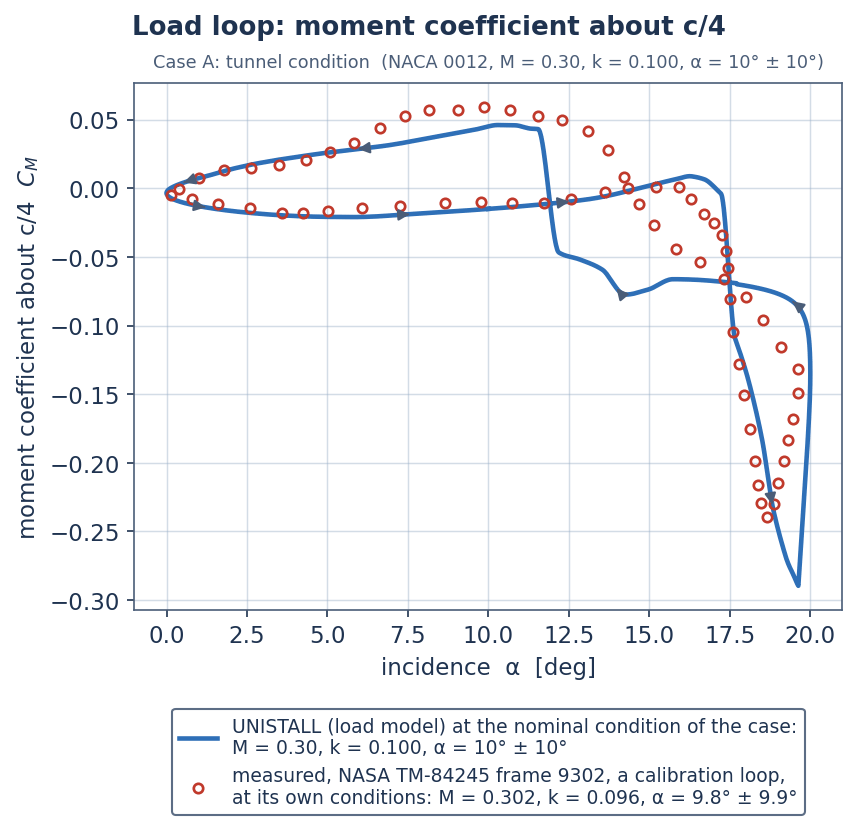 Load loop: moment coefficient about c/4
Case A: tunnel condition  (NACA 0012, M = 0.30, k = 0.100, α = 10° ± 10°)
moment coefficient about c/4  C_M
0.05
0.00
−0.05
−0.10
−0.15
−0.20
−0.25
−0.30
0.0 2.5 5.0 7.5 10.0 12.5 15.0 17.5 20.0
incidence  α  [deg]
UNISTALL (load model) at the nominal condition of the case:
M = 0.30, k = 0.100, α = 10° ± 10°
measured, NASA TM-84245 frame 9302, a calibration loop,
at its own conditions: M = 0.302, k = 0.096, α = 9.8° ± 9.9°